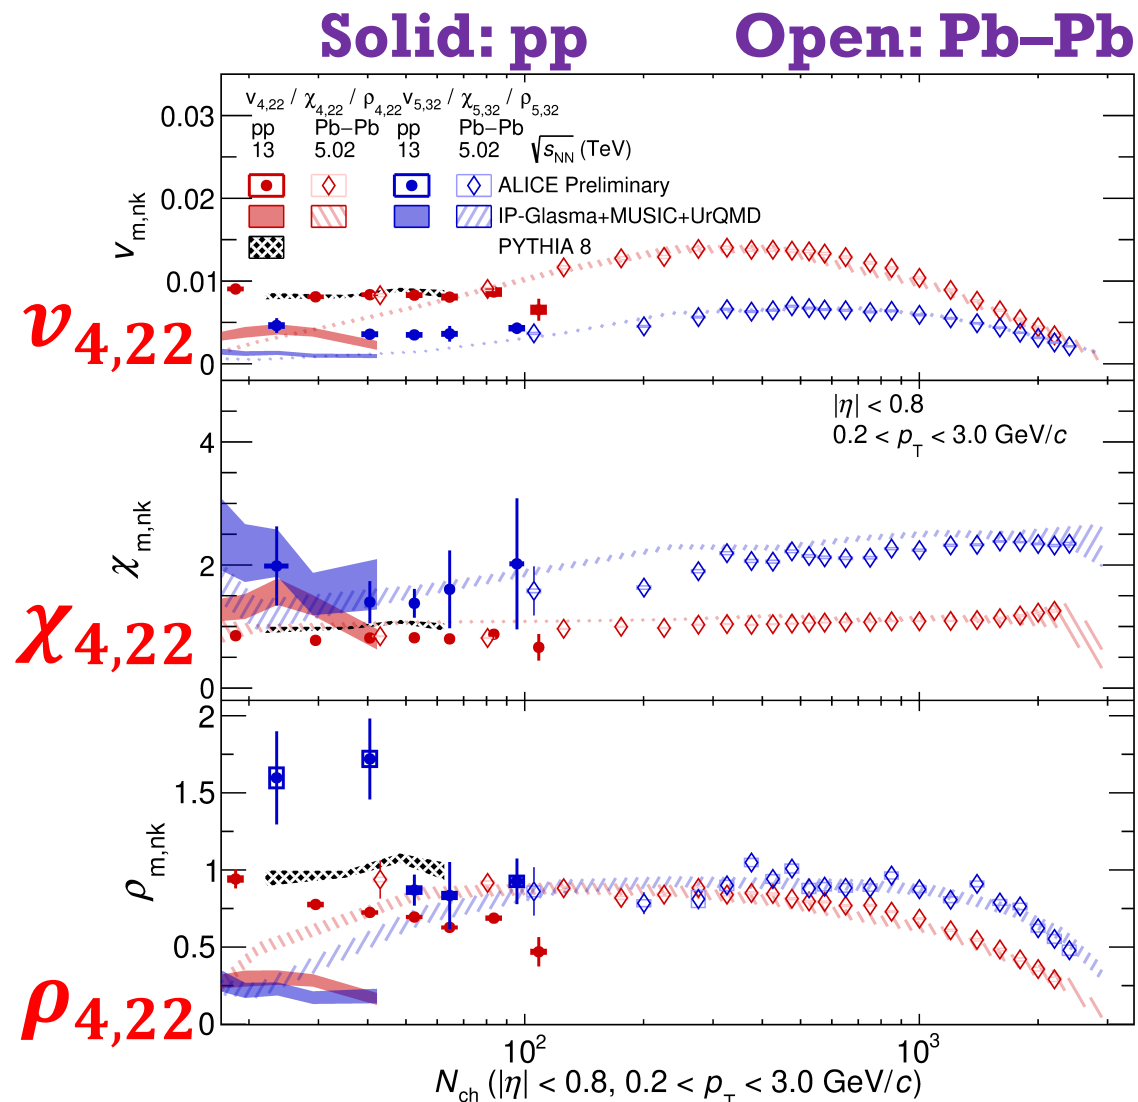 Solid: pp Open: Pb–Pb
v4,22 / χ4,22 / ρ4,22 v5,32 / χ5,32 / ρ5,32
pp Pb−Pb pp Pb−Pb
13 5.02 13 5.02 √sNN (TeV)
ALICE Preliminary
IP-Glasma+MUSIC+UrQMD
PYTHIA 8
vm,nk
0.03
0.02
0.01
0
v4,22
|η| < 0.8
0.2 < pT < 3.0 GeV/c
χm,nk
4
2
0
χ4,22
ρm,nk
2
1.5
1
0.5
0
ρ4,22
10² 10³
Nch (|η| < 0.8, 0.2 < pT < 3.0 GeV/c)